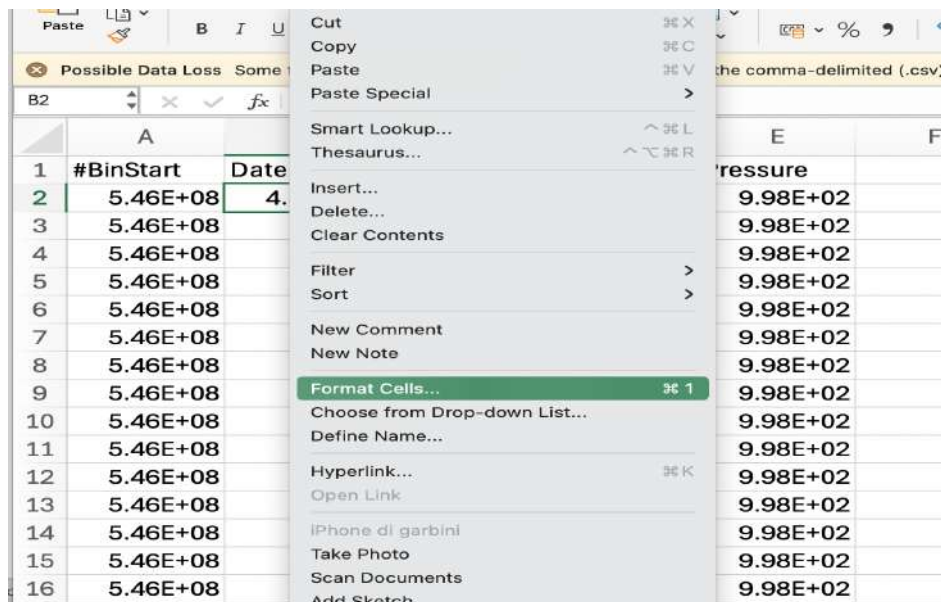 Paste
B I U
%
Possible Data Loss Some
the comma-delimited (.csv)
B2
fx
A
E
F
1 #BinStart Date ressure
2 5.46E+08 4. 9.98E+02
3 5.46E+08 9.98E+02
4 5.46E+08 9.98E+02
5 5.46E+08 9.98E+02
6 5.46E+08 9.98E+02
7 5.46E+08 9.98E+02
8 5.46E+08 9.98E+02
9 5.46E+08 9.98E+02
10 5.46E+08 9.98E+02
11 5.46E+08 9.98E+02
12 5.46E+08 9.98E+02
13 5.46E+08 9.98E+02
14 5.46E+08 9.98E+02
15 5.46E+08 9.98E+02
16 5.46E+08 9.98E+02
Cut ⌘X
Copy ⌘C
Paste ⌘V
Paste Special >
Smart Lookup... ^⌘L
Thesaurus... ^⌥⌘R
Insert...
Delete...
Clear Contents
Filter >
Sort >
New Comment
New Note
Format Cells... ⌘1
Choose from Drop-down List...
Define Name...
Hyperlink... ⌘K
Open Link
iPhone di garbini
Take Photo
Scan Documents
Add Sketch